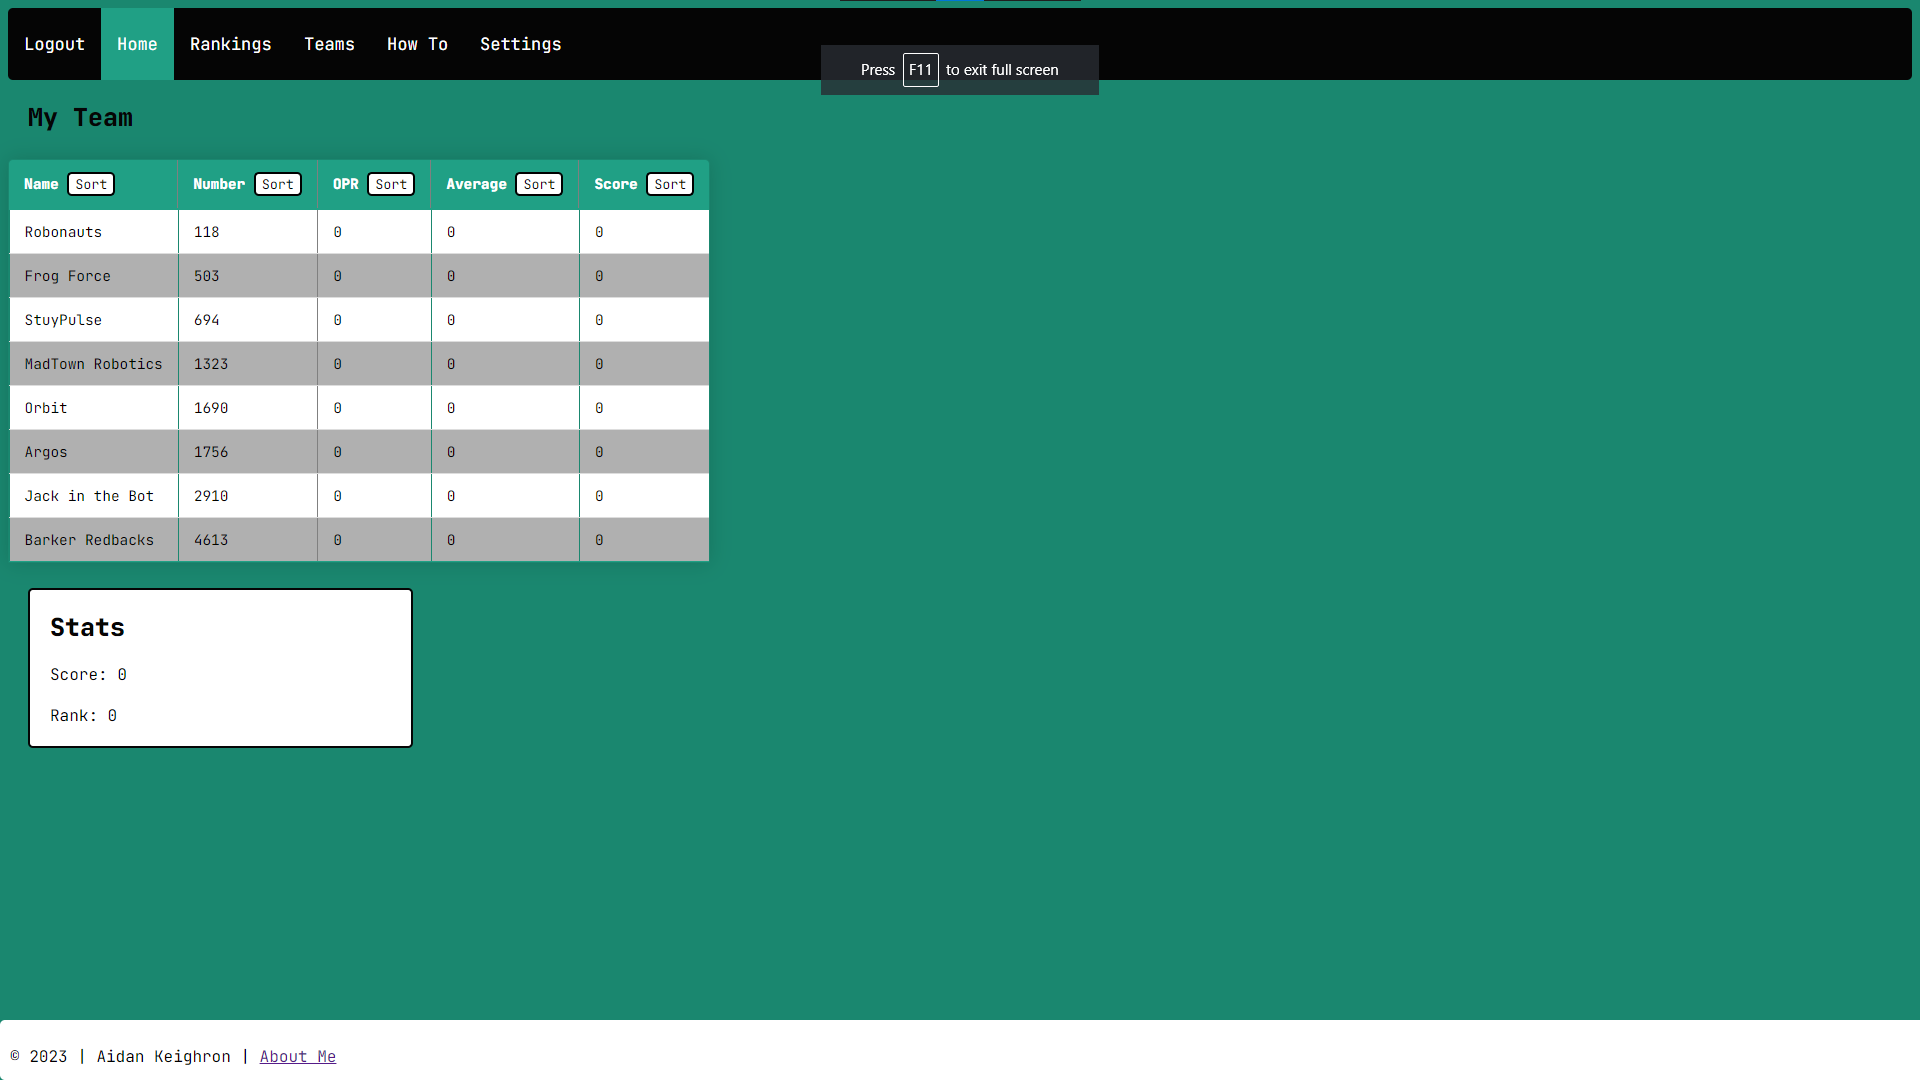 Logout Home Rankings Teams How To Settings
Press F11 to exit full screen
My Team
Name Sort Number Sort OPR Sort Average Sort Score Sort
Robonauts 118 0 0 0
Frog Force 503 0 0 0
StuyPulse 694 0 0 0
MadTown Robotics 1323 0 0 0
Orbit 1690 0 0 0
Argos 1756 0 0 0
Jack in the Bot 2910 0 0 0
Barker Redbacks 4613 0 0 0
Stats
Score: 0
Rank: 0
© 2023 | Aidan Keighron | About Me